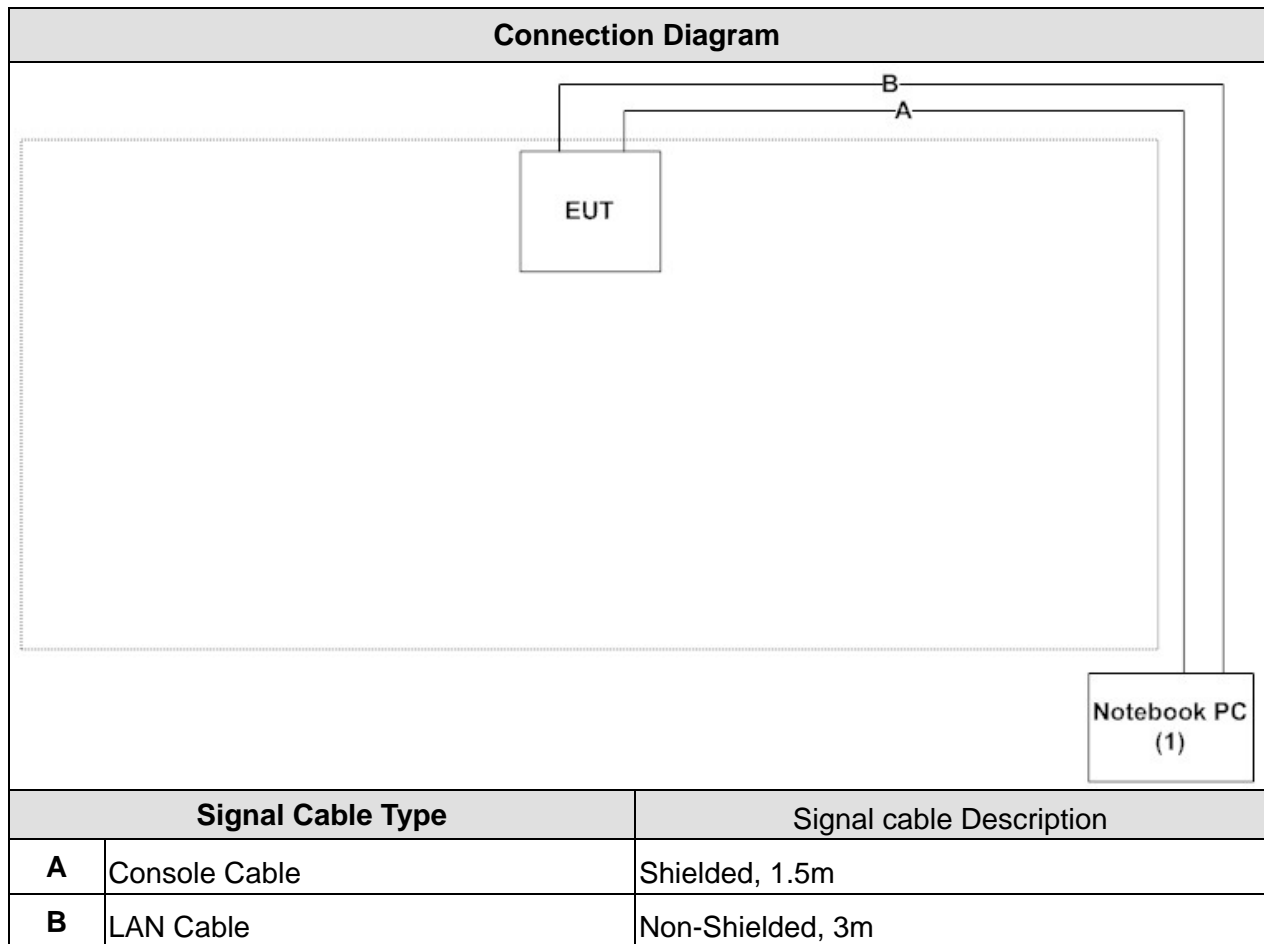 Connection Diagram
B
A
EUT
Notebook PC
(1)
Signal Cable Type Signal cable Description
A Console Cable Shielded, 1.5m
B LAN Cable Non-Shielded, 3m